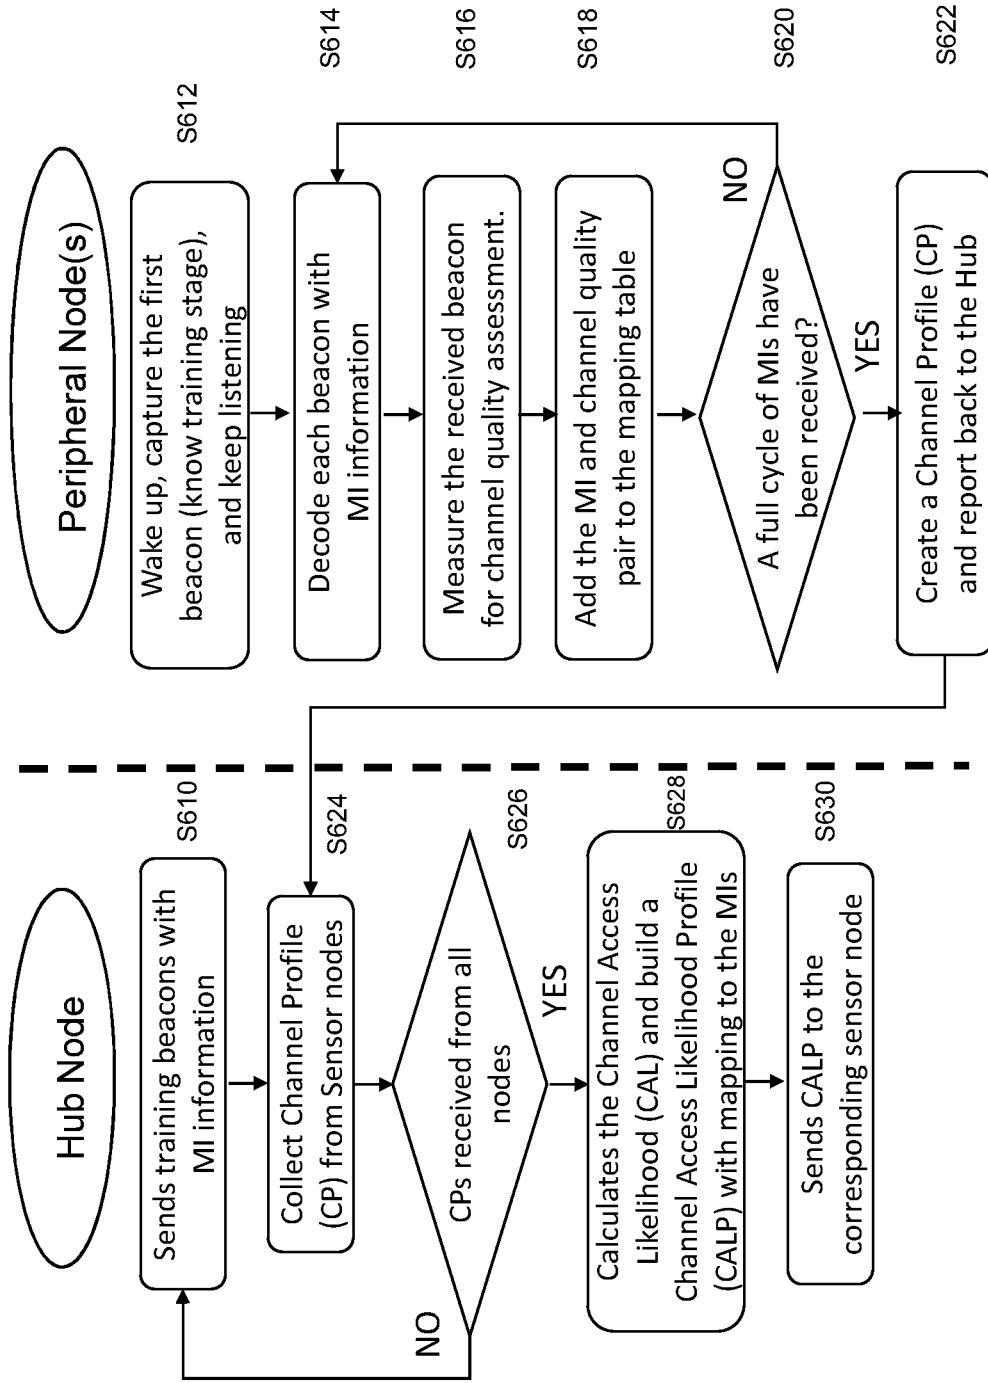 Hub Node
Sends training beacons with
MI information
S610
Collect Channel Profile
(CP) from Sensor nodes
S624
CPs received from all
nodes
S626
NO
YES
Calculates the Channel Access
Likelihood (CAL) and build a
Channel Access Likelihood Profile
(CALP) with mapping to the MIs
S628
Sends CALP to the
corresponding sensor node
S630
Peripheral Node(s)
Wake up, capture the first
beacon (know training stage),
and keep listening
S612
Decode each beacon with
MI information
S614
Measure the received beacon
for channel quality assessment.
S616
Add the MI and channel quality
pair to the mapping table
S618
A full cycle of MIs have
been received?
S620
NO
YES
Create a Channel Profile (CP)
and report back to the Hub
S622